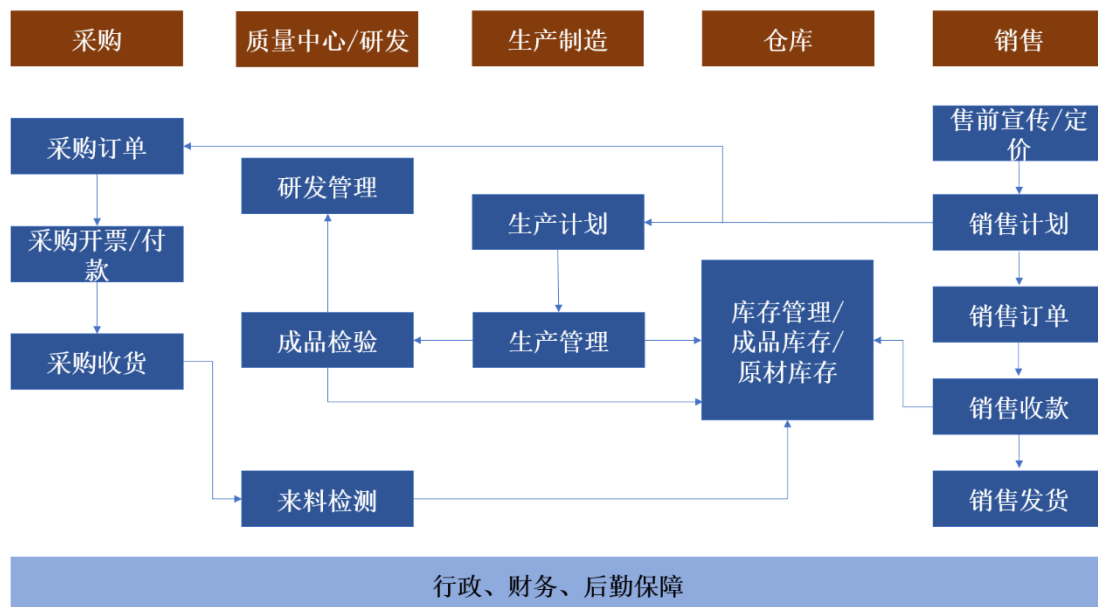 采购
质量中心/研发
生产制造
仓库
销售
采购订单
采购开票/付
款
采购收货
研发管理
成品检验
来料检测
生产计划
生产管理
库存管理/
成品库存/
原材库存
售前宣传/定
价
销售计划
销售订单
销售收款
销售发货
行政、财务、后勤保障